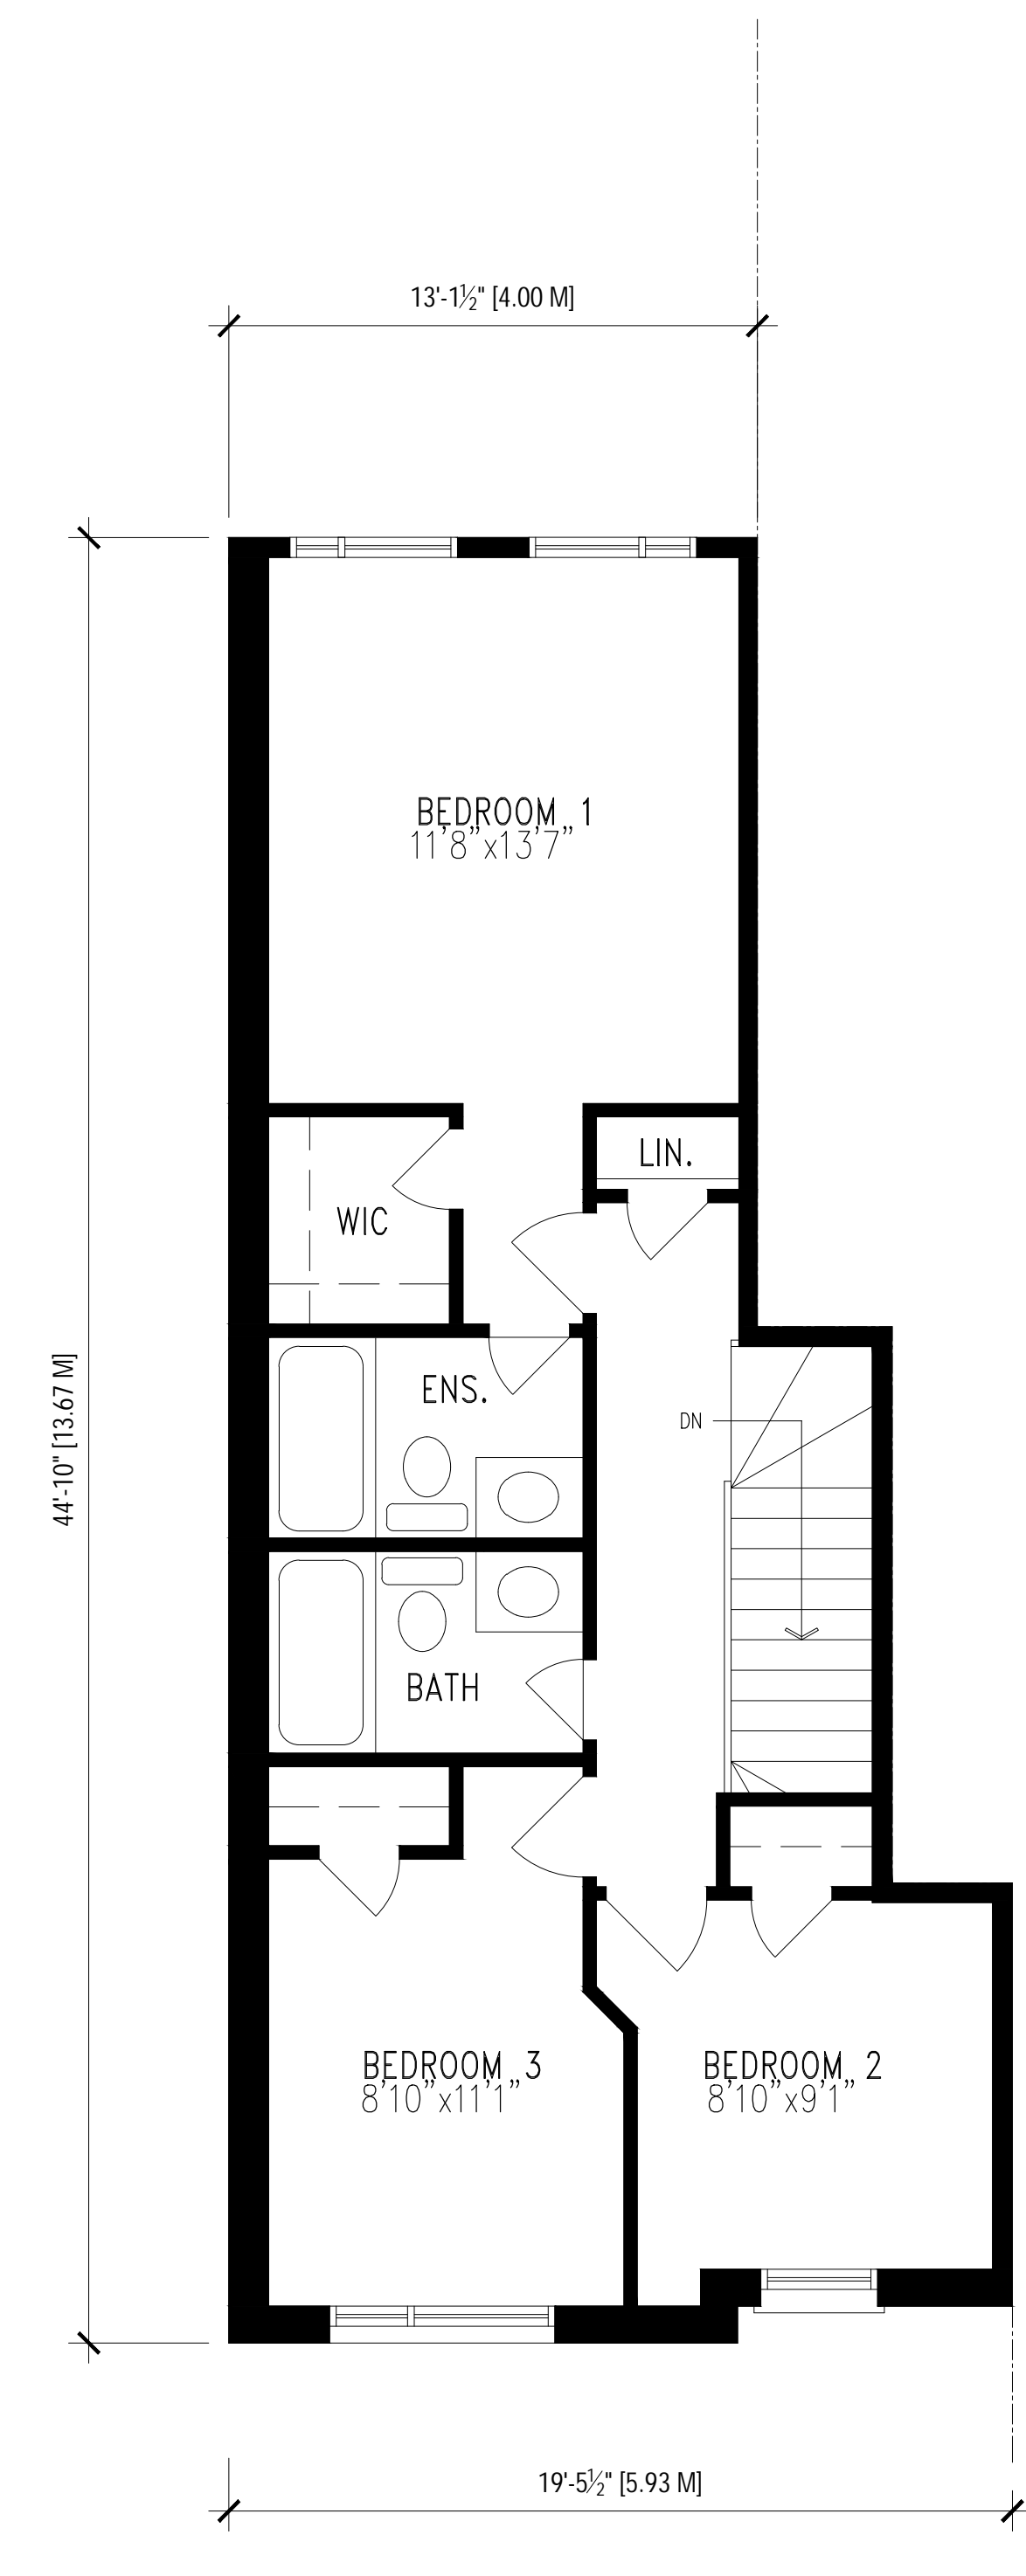 13'-1½" [4.00 M]
BEDROOM 1
11'8"x13'7"
LIN.
WIC
44'-10" [13.67 M]
ENS.
DN
BATH
BEDROOM 3
8'10"x11'1"
BEDROOM 2
8'10"x9'1"
19'-5½" [5.93 M]